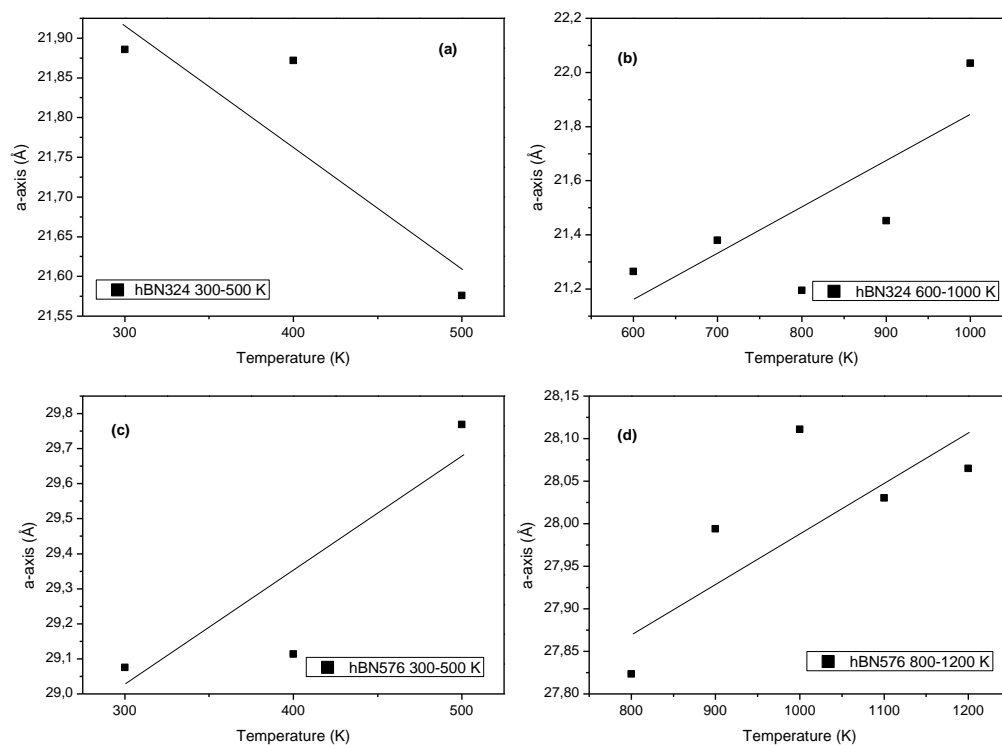 21,90
21,85
21,80
21,75
21,70
21,65
21,60
21,55
a-axis (Å)
(a)
hBN324 300-500 K
300 400 500
Temperature (K)
22,2
22,0
21,8
21,6
21,4
21,2
a-axis (Å)
(b)
hBN324 600-1000 K
600 700 800 900 1000
Temperature (K)
29,8
29,7
29,6
29,5
29,4
29,3
29,2
29,1
29,0
a-axis (Å)
(c)
hBN576 300-500 K
300 400 500
Temperature (K)
28,15
28,10
28,05
28,00
27,95
27,90
27,85
27,80
a-axis (Å)
(d)
hBN576 800-1200 K
800 900 1000 1100 1200
Temperature (K)